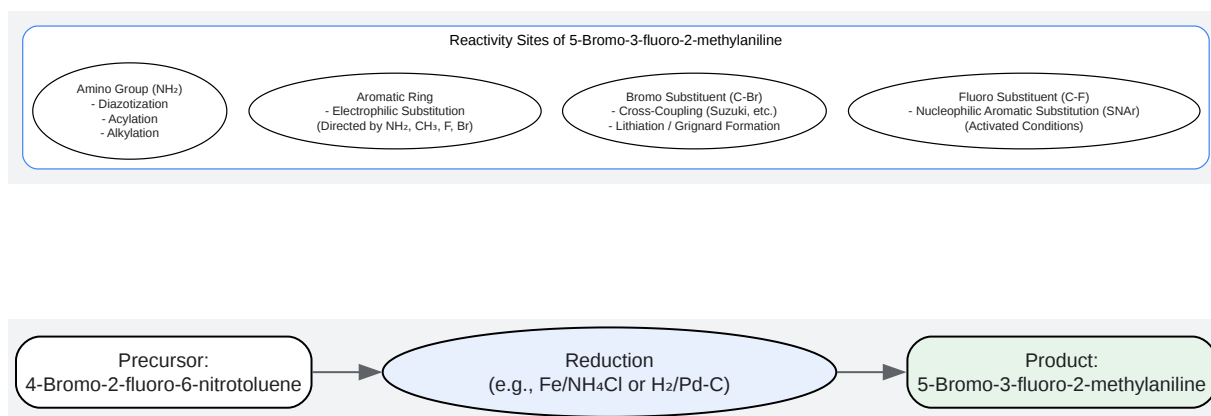 Reactivity Sites of 5-Bromo-3-fluoro-2-methylaniline
Amino Group (NH₂)
- Diazotization
- Acylation
- Alkylation
Aromatic Ring
- Electrophilic Substitution
(Directed by NH₂, CH₃, F, Br)
Bromo Substituent (C-Br)
- Cross-Coupling (Suzuki, etc.)
- Lithiation / Grignard Formation
Fluoro Substituent (C-F)
- Nucleophilic Aromatic Substitution (SNAr)
(Activated Conditions)
Precursor:
4-Bromo-2-fluoro-6-nitrotoluene
Reduction
(e.g., Fe/NH₄Cl or H₂/Pd-C)
Product:
5-Bromo-3-fluoro-2-methylaniline